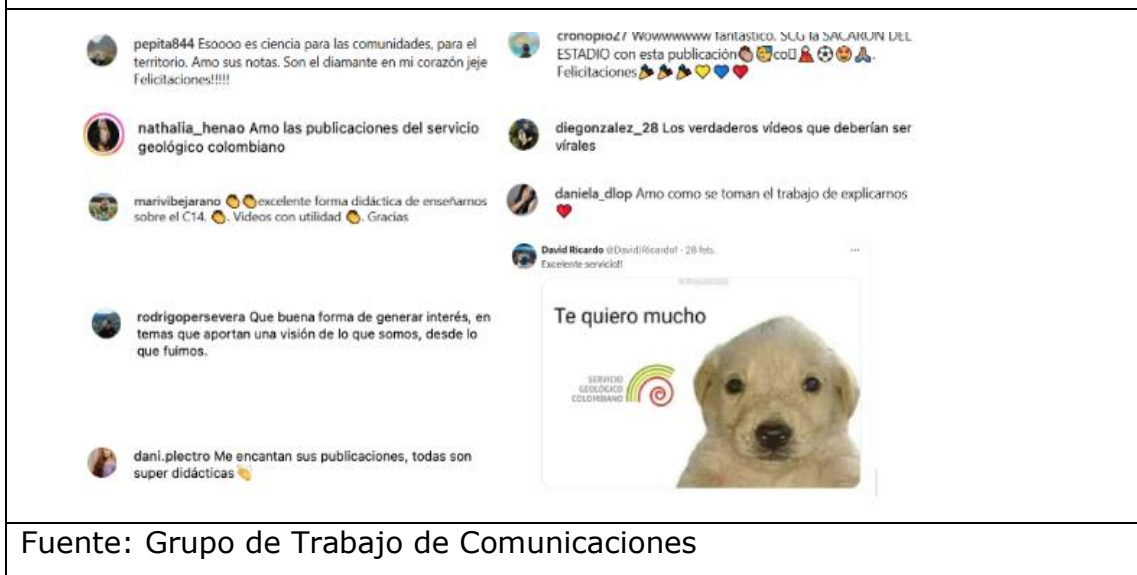 pepita844 Esoooo es ciencia para las comunidades, para el
territorio. Amo sus notas. Son el diamante en mi corazón jeje
Felicitaciones!!!!!
nathalia_henao Amo las publicaciones del servicio
geológico colombiano
marivibejarano 👏👏excelente forma didáctica de enseñarnos
sobre el C14. 👏. Videos con utilidad 👏. Gracias
rodrigopersevera Que buena forma de generar interés, en
temas que aportan una visión de lo que somos, desde lo
que fuimos.
dani.plectro Me encantan sus publicaciones, todas son
super didácticas 👏
cronopio27 Wowwwwww fantástico. SCG la SACARON DEL
ESTADIO con esta publicación
Felicitaciones🎉🎉🎉💛💙❤️
diegonzalez_28 Los verdaderos vídeos que deberían ser
vírales
daniela_dlop Amo como se toman el trabajo de explicarnos
❤️
David Ricardo · 28 feb.
Excelente servicio!!
Te quiero mucho
SERVICIO
GEOLÓGICO
COLOMBIANO
Fuente: Grupo de Trabajo de Comunicaciones